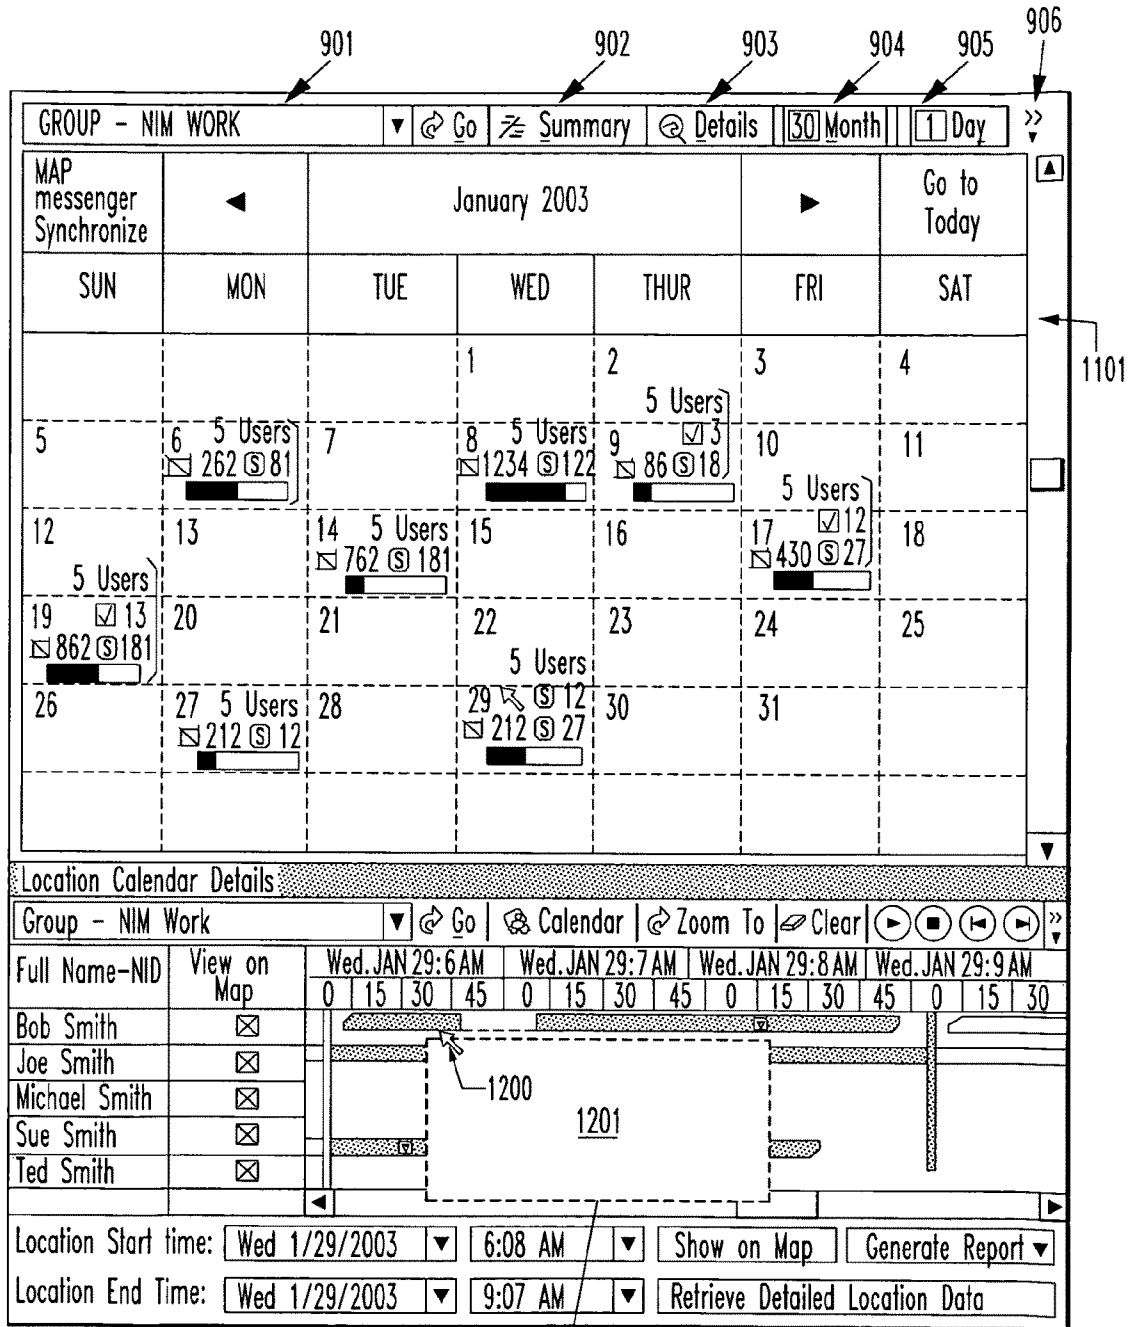 906
901 902 903 904 905
GROUP - NIM WORK Go Summary Details 30 Month 1 Day >>
MAP messenger Synchronize
January 2003
Go to Today
SUN MON TUE WED THUR FRI SAT
1101
1 2 3 4
5 Users
3
5 6 5 Users 7 8 5 Users 9 10 11
262 S 81 1234 S 122 86 S 18
5 Users
12
12 13 14 5 Users 15 16 17 18
762 S 181 430 S 27
5 Users
19 13 20 21 22 23 24 25
862 S 181
5 Users
S 12
26 27 5 Users 28 29 30 31
212 S 12 212 S 27
Location Calendar Details
Group - NIM Work Go Calendar Zoom To Clear >>
Full Name-NID View on Map Wed.JAN 29:6 AM Wed.JAN 29:7 AM Wed.JAN 29:8 AM Wed.JAN 29:9 AM
0 15 30 45 0 15 30 45 0 15 30 45 0 15 30
Bob Smith
Joe Smith
Michael Smith
Sue Smith
Ted Smith
1200
1201
Location Start time: Wed 1/29/2003 6:08 AM Show on Map Generate Report
Location End Time: Wed 1/29/2003 9:07 AM Retrieve Detailed Location Data